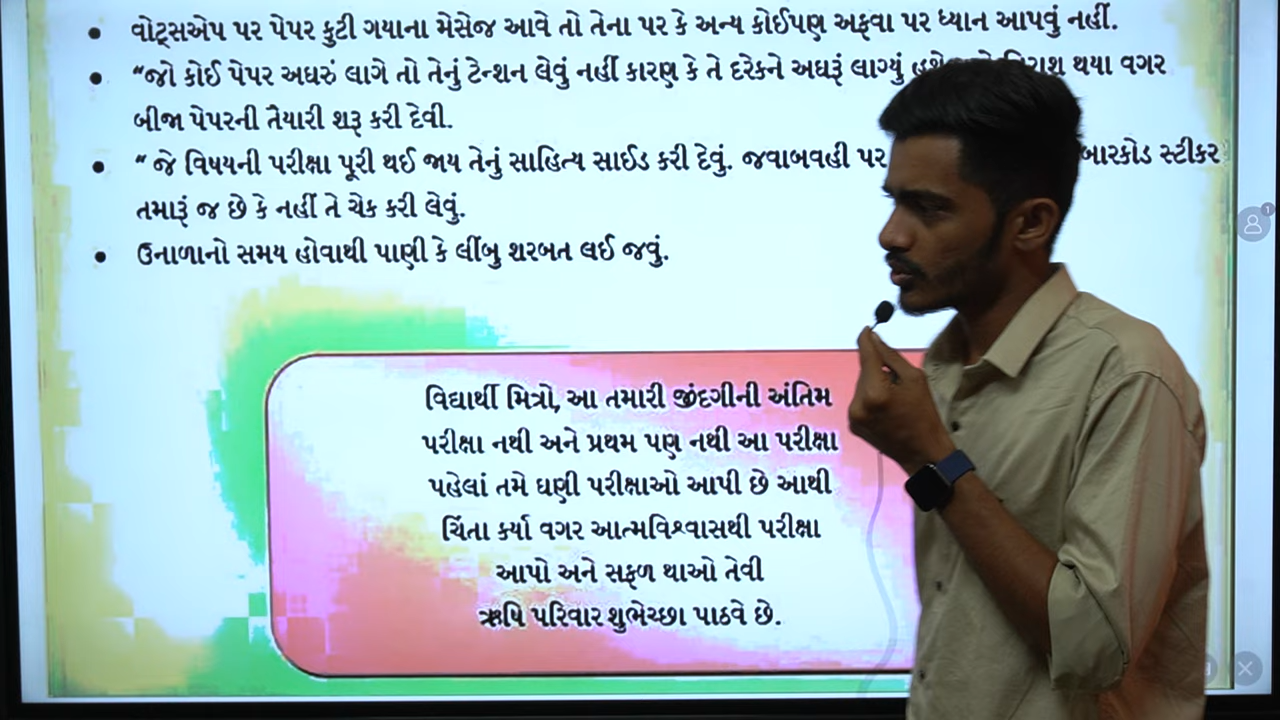 વોટ્સએપ પર પેપર ફુટી ગયાના મેસેજ આવે તો તેના પર કે અન્ય કોઈપણ અફવા પર ધ્યાન આપવું નહીં.
“જો કોઈ પેપર અઘરું લાગે તો તેનું ટેન્શન લેવું નહીં કારણ કે તે દરેકને અઘરૂં લાગ્યું થયા વગર
બીજા પેપરની તૈયારી શરૂ કરી દેવી.
“ જે વિષયની પરીક્ષા પૂરી થઈ જાય તેનું સાહિત્ય સાઈડ કરી દેવું. જવાબવહી પર બારકોડ સ્ટીકર
તમારૂં જ છે કે નહીં તે ચેક કરી લેવું.
ઉનાળાનો સમય હોવાથી પાણી કે લીંબુ શરબત લઈ જવું.
વિદ્યાર્થી મિત્રો, આ તમારી જીંદગીની અંતિમ
પરીક્ષા નથી અને પ્રથમ પણ નથી આ પરીક્ષા
પહેલાં તમે ઘણી પરીક્ષાઓ આપી છે આથી
ચિંતા કર્યા વગર આત્મવિશ્વાસથી પરીક્ષા
આપો અને સફળ થાઓ તેવી
ઋષિ પરિવાર શુભેચ્છા પાઠવે છે.